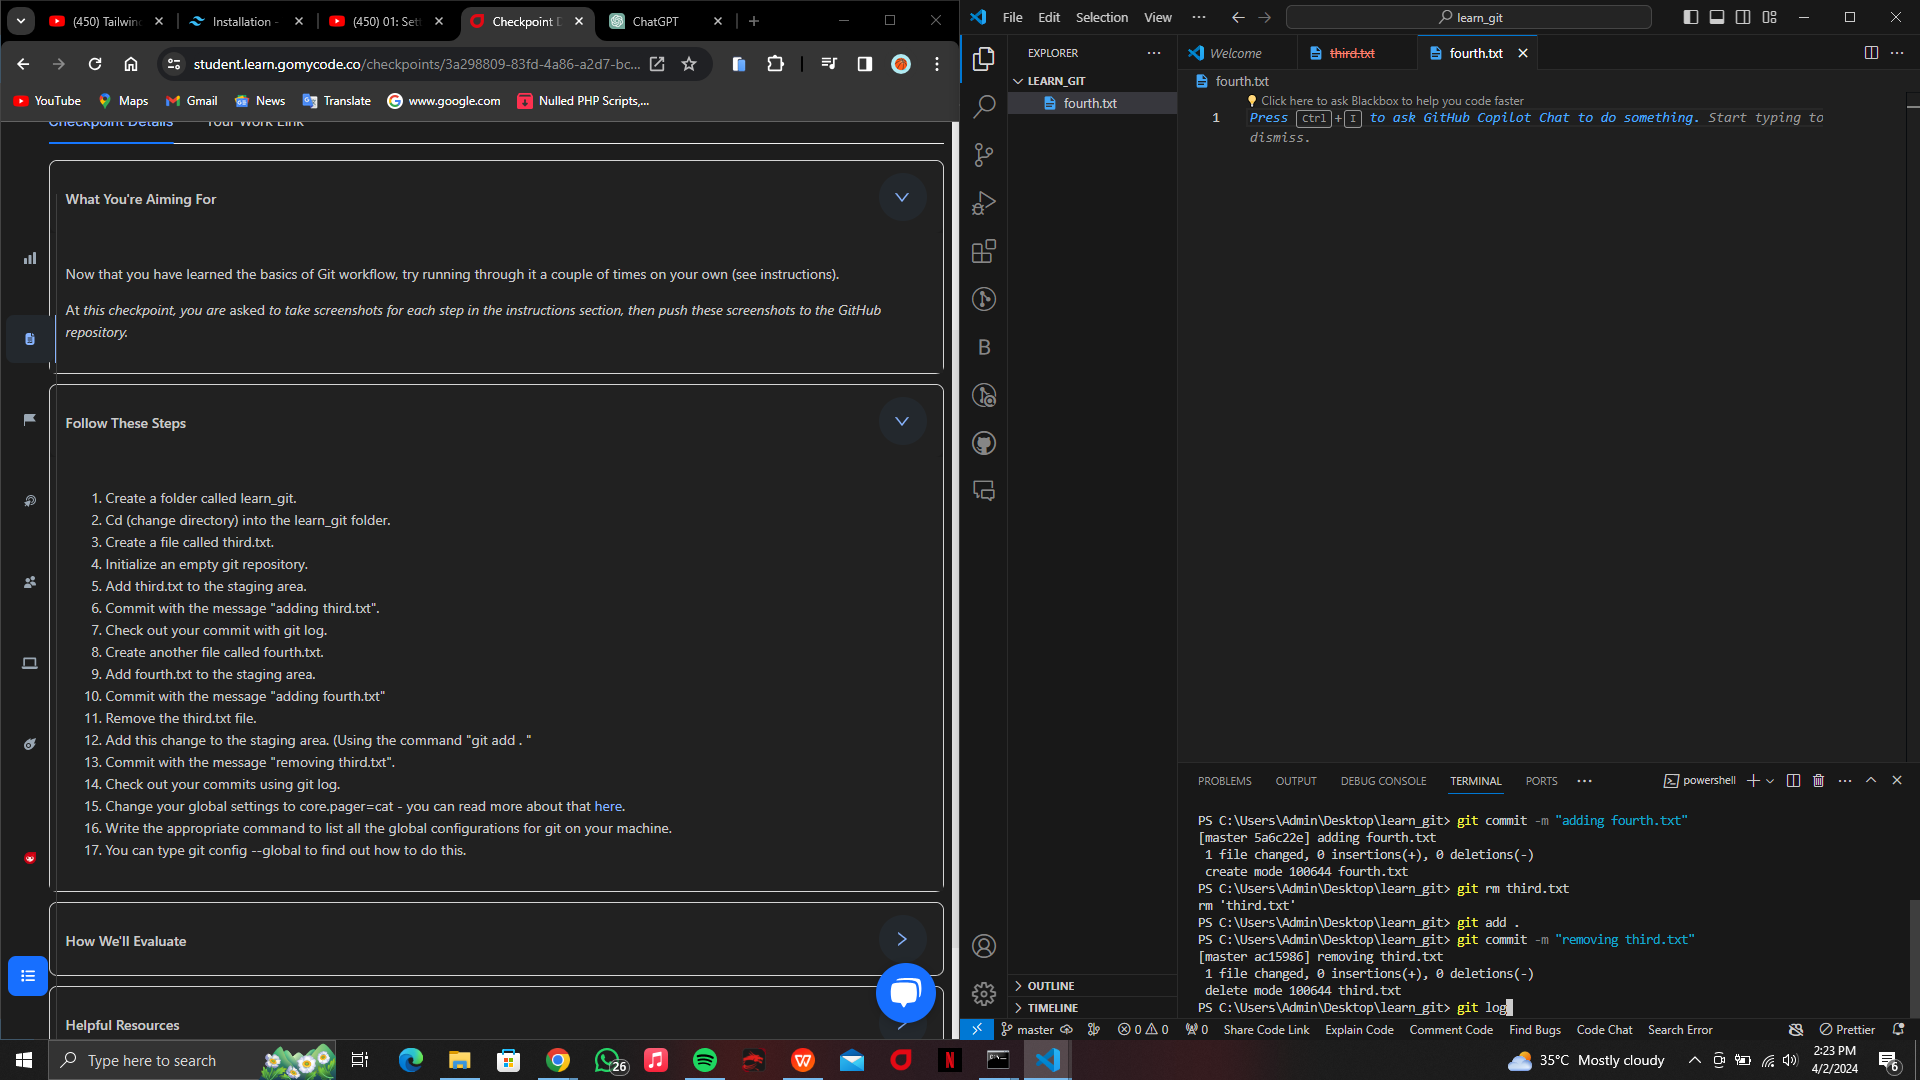 (450) Tailwin
Installation -
(450) 01: Set
Checkpoint D
ChatGPT
student.learn.gomycode.co/checkpoints/3a298809-83fd-4a86-a2d7-bc...
YouTube
Maps
Gmail
News
Translate
www.google.com
Nulled PHP Scripts,...
Checkpoint Details
Your Work Link
What You're Aiming For
Now that you have learned the basics of Git workflow, try running through it a couple of times on your own (see instructions).
At this checkpoint, you are asked to take screenshots for each step in the instructions section, then push these screenshots to the GitHub
repository.
Follow These Steps
1. Create a folder called learn_git.
2. Cd (change directory) into the learn_git folder.
3. Create a file called third.txt.
4. Initialize an empty git repository.
5. Add third.txt to the staging area.
6. Commit with the message "adding third.txt".
7. Check out your commit with git log.
8. Create another file called fourth.txt.
9. Add fourth.txt to the staging area.
10. Commit with the message "adding fourth.txt"
11. Remove the third.txt file.
12. Add this change to the staging area. (Using the command "git add . "
13. Commit with the message "removing third.txt".
14. Check out your commits using git log.
15. Change your global settings to core.pager=cat - you can read more about that here.
16. Write the appropriate command to list all the global configurations for git on your machine.
17. You can type git config --global to find out how to do this.
How We'll Evaluate
Helpful Resources
File Edit Selection View ...
learn_git
EXPLORER
LEARN_GIT
fourth.txt
OUTLINE
TIMELINE
Welcome
third.txt
fourth.txt
fourth.txt
Click here to ask Blackbox to help you code faster
1 Press Ctrl + I to ask GitHub Copilot Chat to do something. Start typing to
dismiss.
PROBLEMS OUTPUT DEBUG CONSOLE TERMINAL PORTS ... powershell
PS C:\Users\Admin\Desktop\learn_git> git commit -m "adding fourth.txt"
[master 5a6c22e] adding fourth.txt
1 file changed, 0 insertions(+), 0 deletions(-)
create mode 100644 fourth.txt
PS C:\Users\Admin\Desktop\learn_git> git rm third.txt
rm 'third.txt'
PS C:\Users\Admin\Desktop\learn_git> git add .
PS C:\Users\Admin\Desktop\learn_git> git commit -m "removing third.txt"
[master ac15986] removing third.txt
1 file changed, 0 insertions(+), 0 deletions(-)
delete mode 100644 third.txt
PS C:\Users\Admin\Desktop\learn_git> git log
master 0 0 0 Share Code Link Explain Code Comment Code Find Bugs Code Chat Search Error Prettier
Type here to search
26
35°C Mostly cloudy
2:23 PM
4/2/2024
6